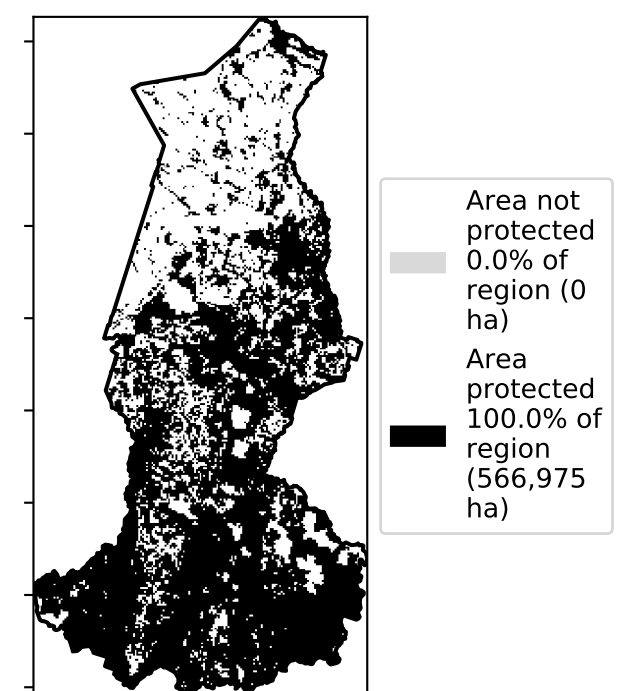 Area not
protected
0.0% of
region (0
ha)
Area
protected
100.0% of
region
(566,975
ha)